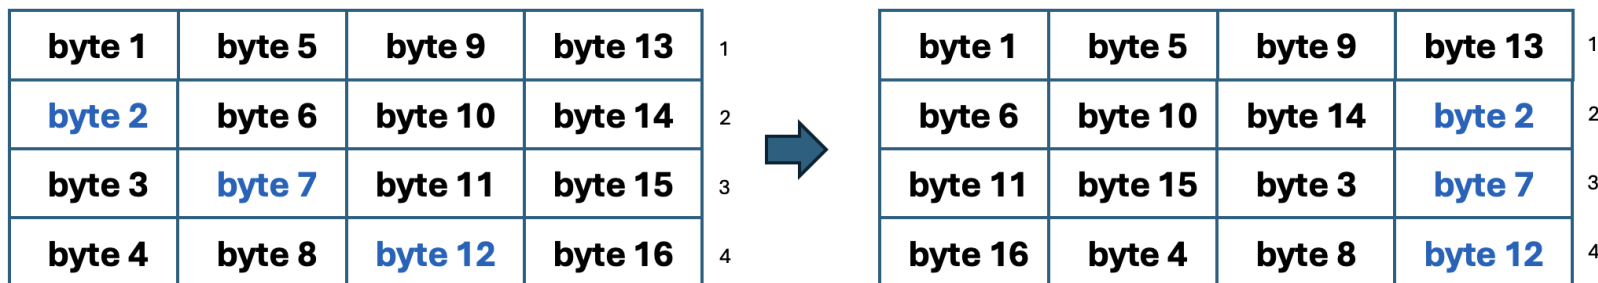 byte 1 byte 5 byte 9 byte 13 1
byte 2 byte 6 byte 10 byte 14 2
byte 3 byte 7 byte 11 byte 15 3
byte 4 byte 8 byte 12 byte 16 4
byte 1 byte 5 byte 9 byte 13 1
byte 6 byte 10 byte 14 byte 2 2
byte 11 byte 15 byte 3 byte 7 3
byte 16 byte 4 byte 8 byte 12 4